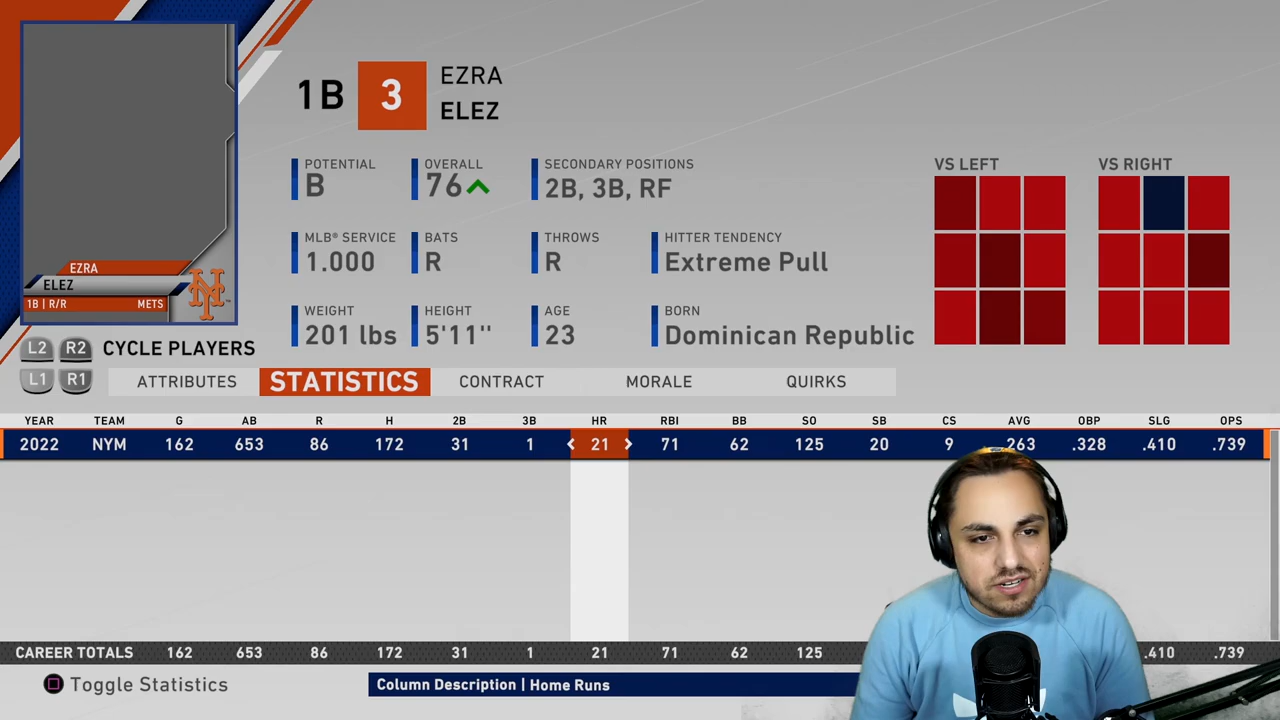 1B 3 EZRA
ELEZ
POTENTIAL OVERALL SECONDARY POSITIONS VS LEFT VS RIGHT
B 76 2B, 3B, RF
MLB® SERVICE BATS THROWS HITTER TENDENCY
1.000 R R Extreme Pull
EZRA
ELEZ
1B | R/R METS
WEIGHT HEIGHT AGE BORN
201 lbs 5'11'' 23 Dominican Republic
L2 R2 CYCLE PLAYERS
L1 R1
ATTRIBUTES STATISTICS CONTRACT MORALE QUIRKS
YEAR TEAM G AB R H 2B 3B HR RBI BB SO SB CS AVG OBP SLG OPS
2022 NYM 162 653 86 172 31 1 21 71 62 125 20 9 .263 .328 .410 .739
CAREER TOTALS 162 653 86 172 31 1 21 71 62 125 .410 .739
Toggle Statistics
Column Description | Home Runs